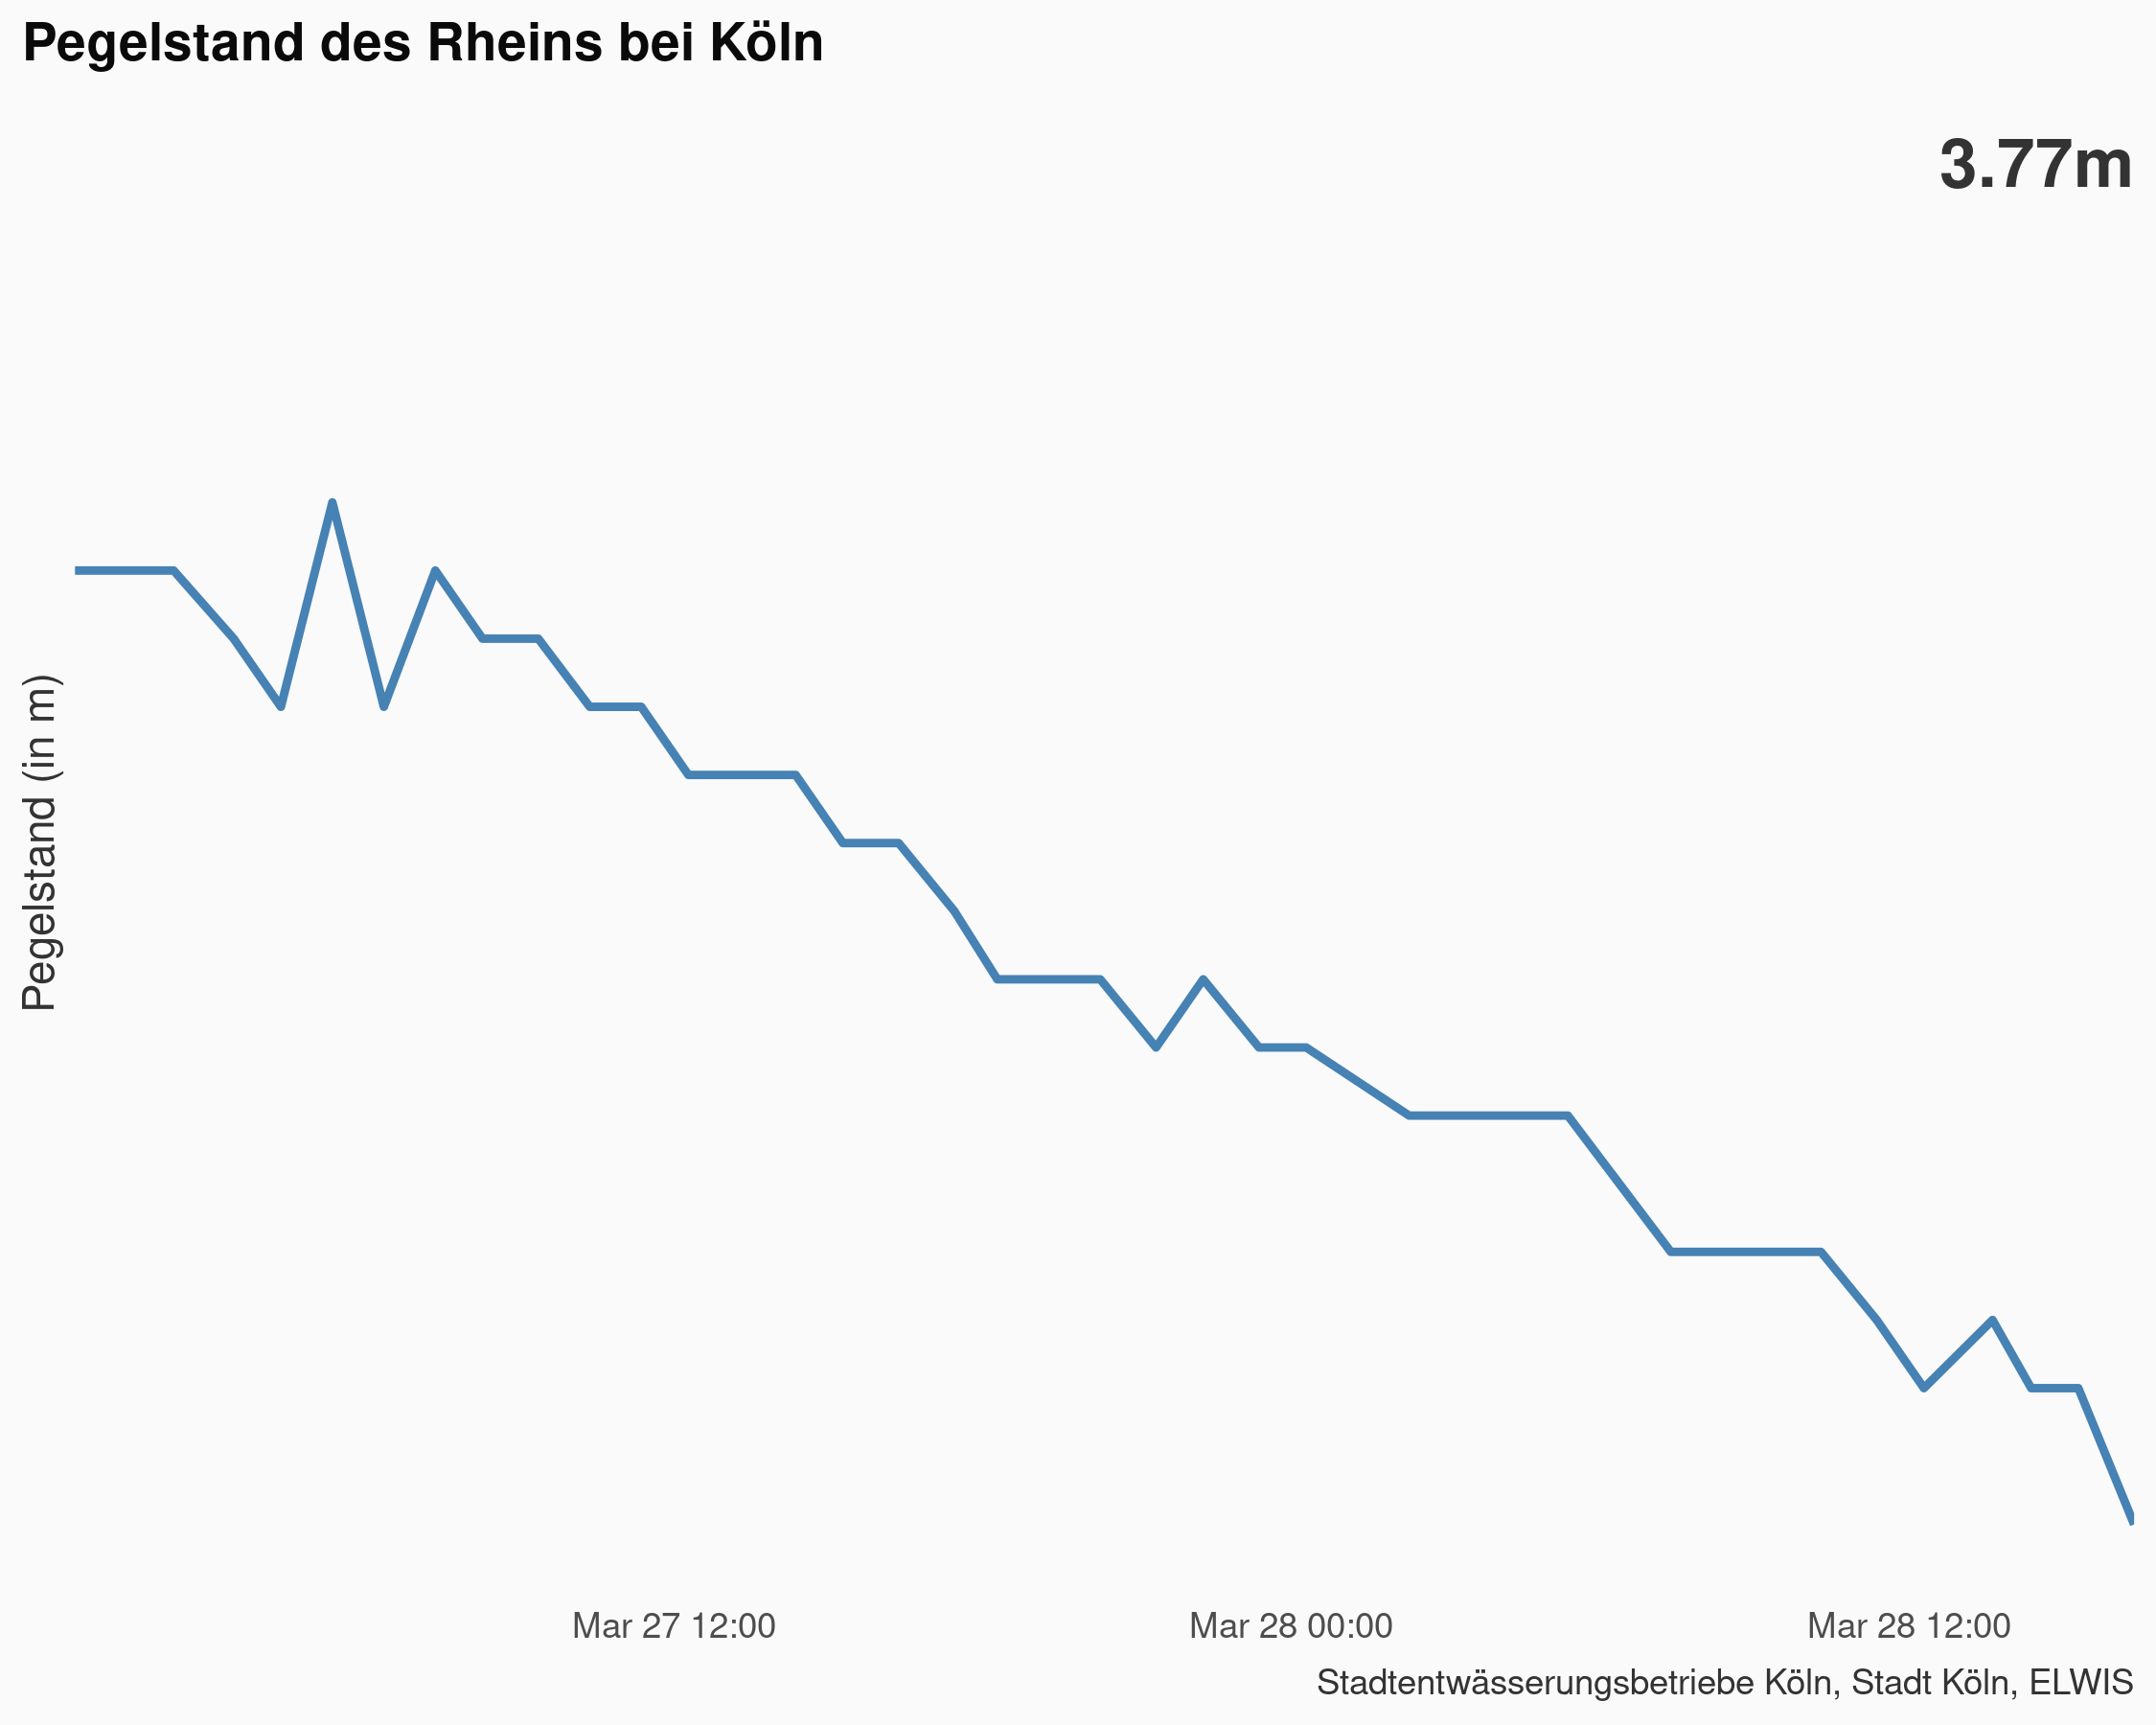 Pegelstand des Rheins bei Köln
3.77m
Pegelstand (in m)
Mar 27 12:00
Mar 28 00:00
Mar 28 12:00
Stadtentwässerungsbetriebe Köln, Stadt Köln, ELWIS